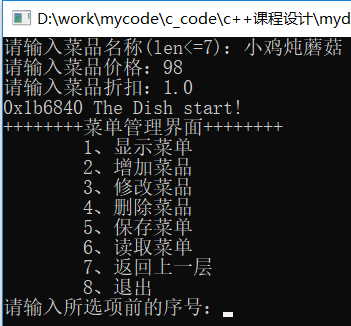 D:\work\mycode\c_code\c++课程设计\myd
请输入菜品名称(len<=7): 小鸡炖蘑菇
请输入菜品价格: 98
请输入菜品折扣: 1.0
0x1b6840 The Dish start!
++++++++菜单管理界面++++++++
1、显示菜单
2、增加菜品
3、修改菜品
4、删除菜品
5、保存菜单
6、读取菜单
7、返回上一层
8、退出
请输入所选项前的序号: